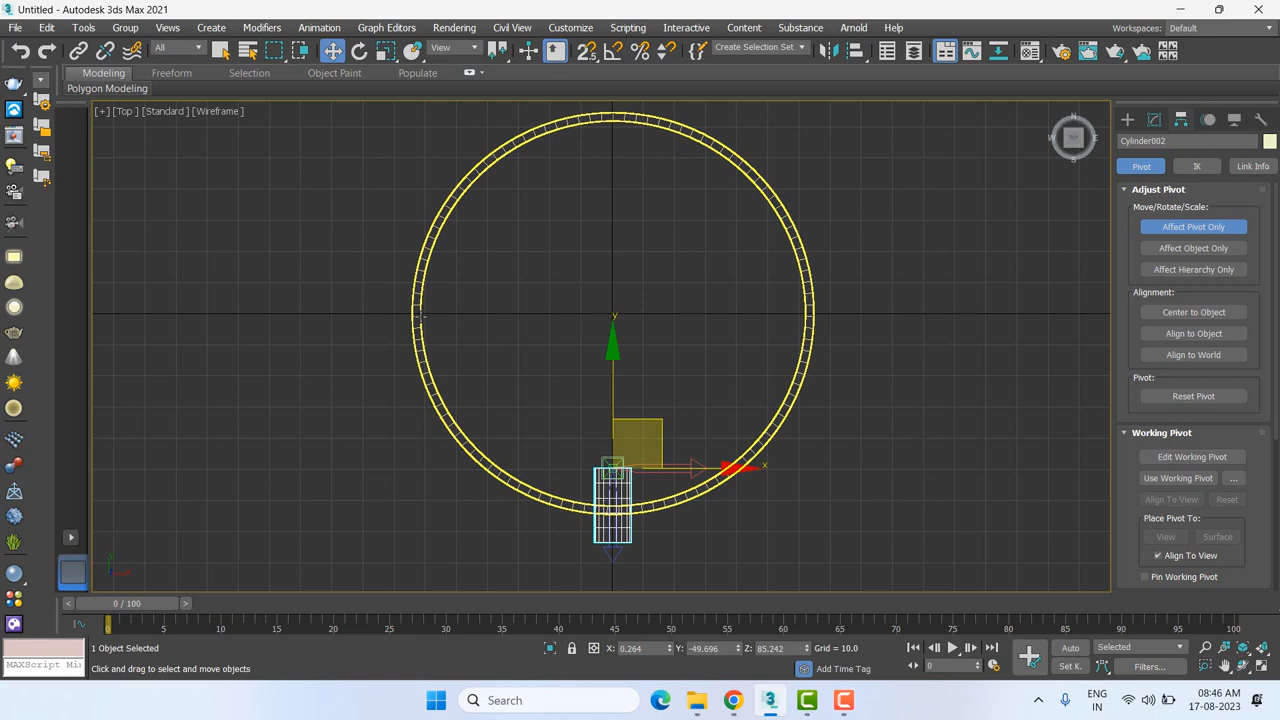 Untitled - Autodesk 3ds Max 2021
File Edit Tools Group Views Create Modifiers Animation Graph Editors Rendering Civil View Customize Scripting Interactive Content Substance Arnold Help Workspaces: Default
All View Create Selection Set
Modeling Freeform Selection Object Paint Populate
Polygon Modeling
[+] [Top ] [Standard ] [Wireframe ]
N
W E
S
Cylinder002
Pivot IK Link Info
Adjust Pivot
Move/Rotate/Scale:
Affect Pivot Only
Affect Object Only
Affect Hierarchy Only
Alignment:
Center to Object
Align to Object
Align to World
Pivot:
Reset Pivot
Working Pivot
Edit Working Pivot
Use Working Pivot ...
Align To View Reset
Place Pivot To:
View Surface
Align To View
Pin Working Pivot
y
x
< 0 / 100 >
0 5 10 15 20 25 30 35 40 45 50 55 60 65 70 75 80 85 90 95 100
1 Object Selected X: 0.264 Y: -49.696 Z: 85.242 Grid = 10.0 Auto Selected
MAXScript Mi Click and drag to select and move objects Add Time Tag 0 Set K. Filters...
Search ENG IN 08:46 AM 17-08-2023